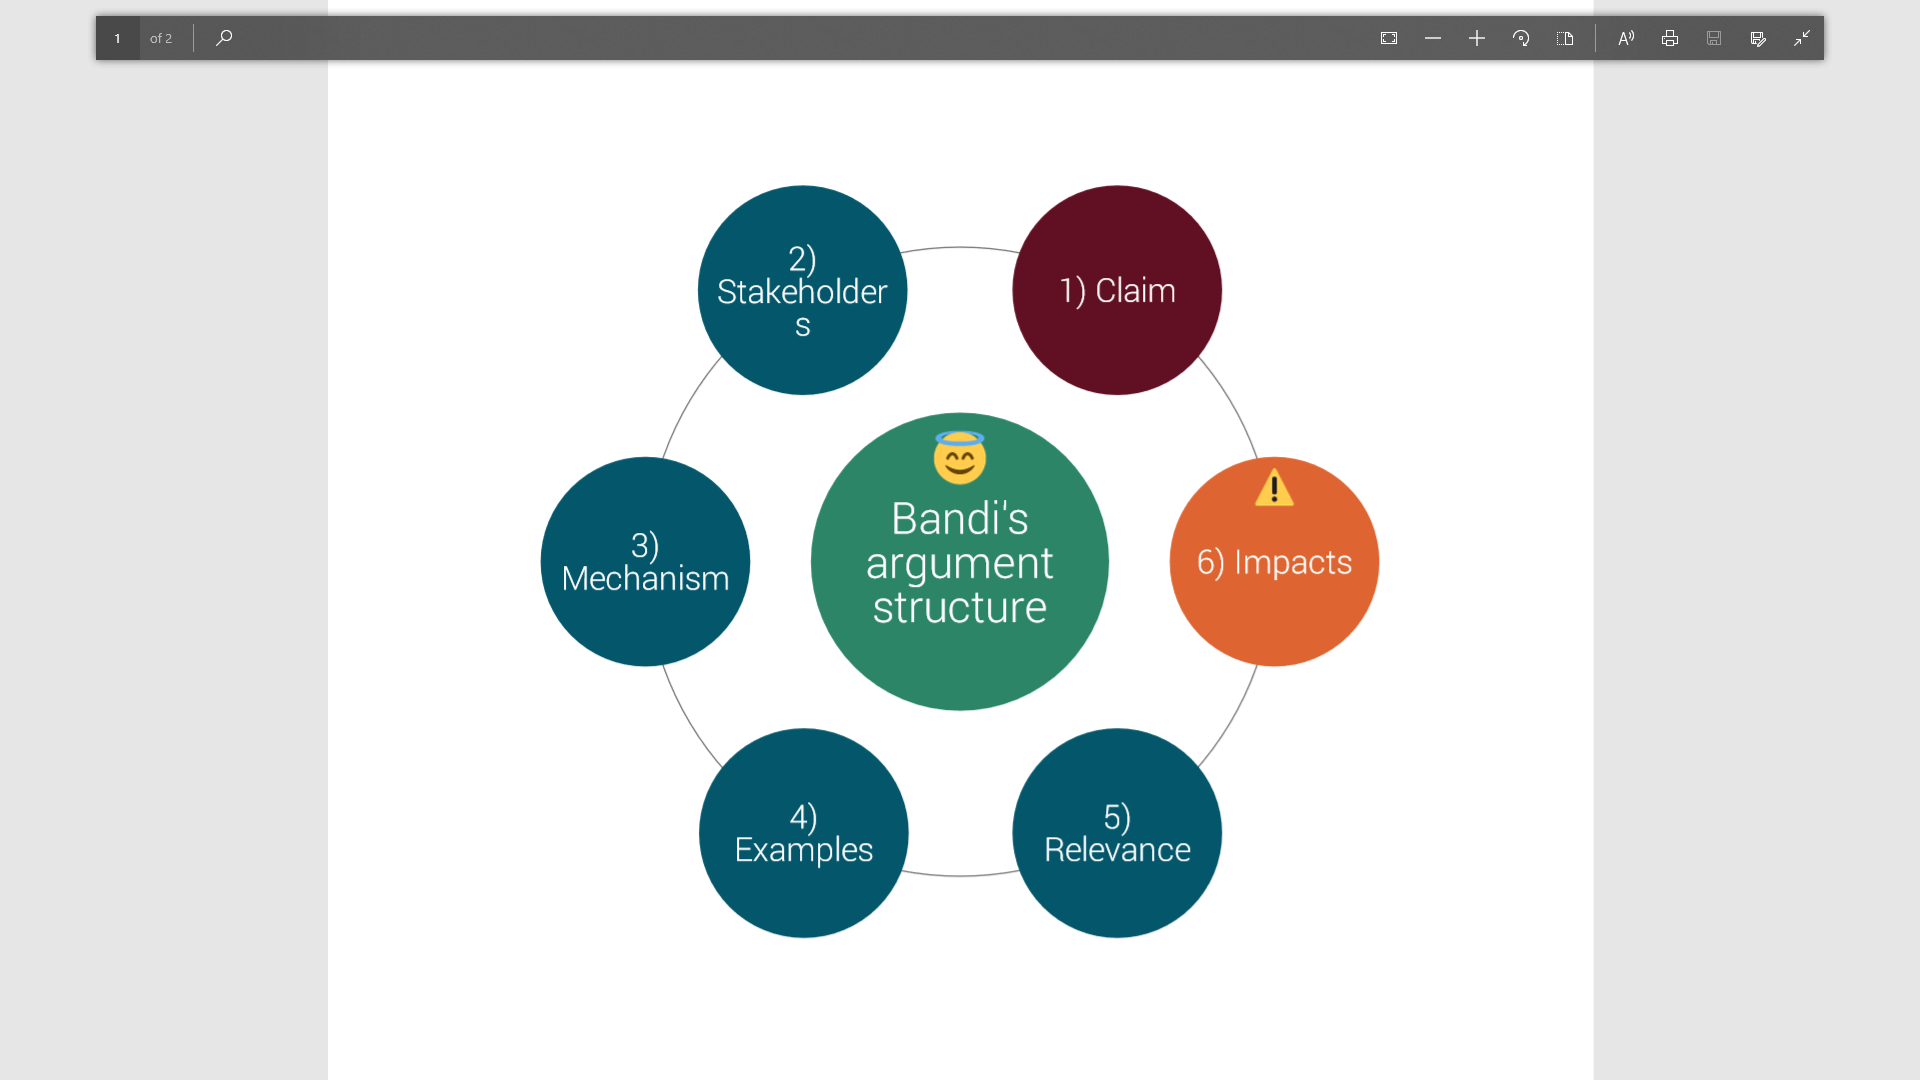 1 of 2
2)
Stakeholder
s
1) Claim
3)
Mechanism
Bandi's
argument
structure
6) Impacts
4)
Examples
5)
Relevance